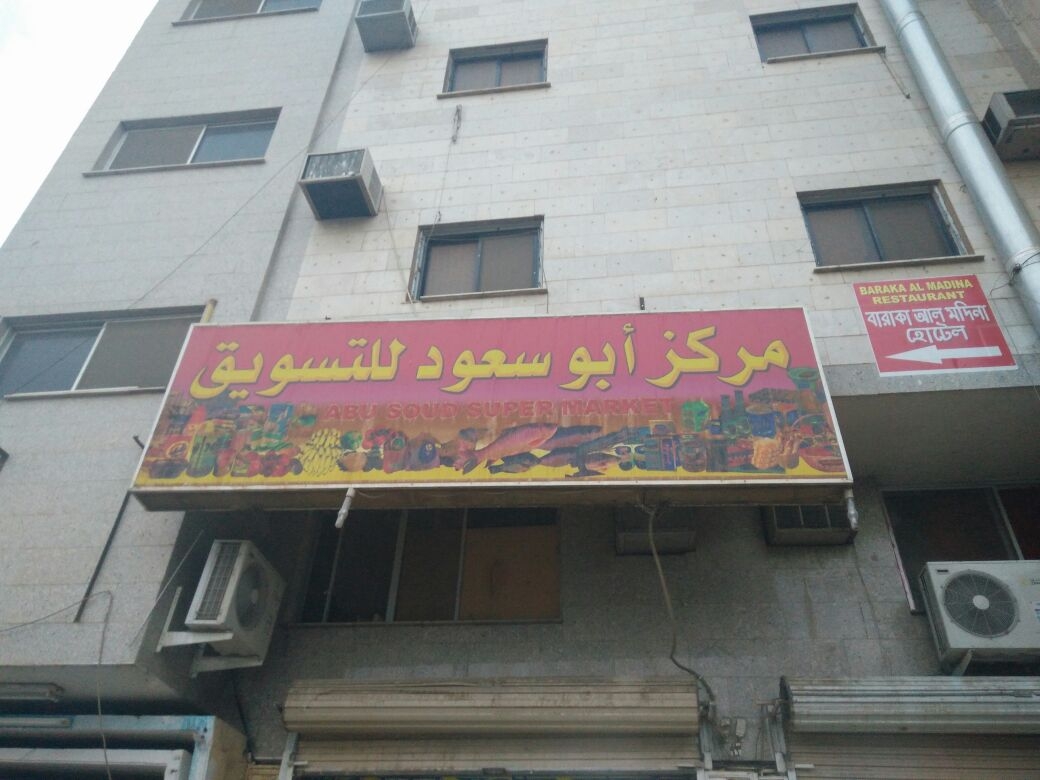 مركز أبو سعود للتسويق
ABU SOUD SUPER MARKET
BARAKA AL MADINA
RESTAURANT
বারাকা আল মদিনা
হোটেল